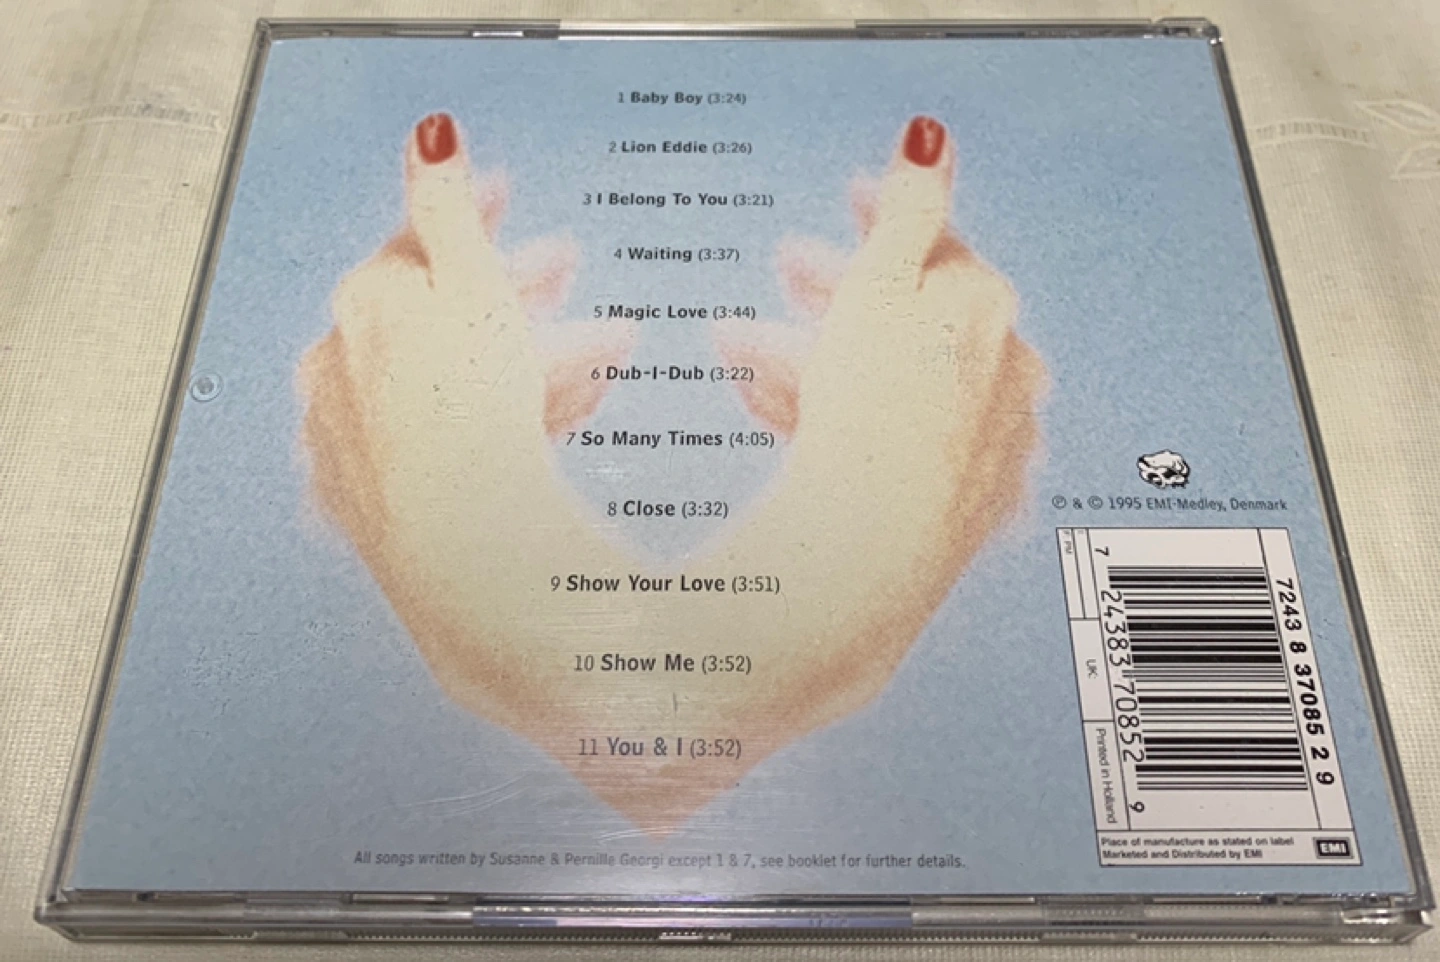 1 Baby Boy (3:24)
2 Lion Eddie (3:26)
3 I Belong To You (3:21)
4 Waiting (3:37)
5 Magic Love (3:44)
6 Dub-I-Dub (3:22)
7 So Many Times (4:05)
8 Close (3:32)
9 Show Your Love (3:51)
10 Show Me (3:52)
11 You & I (3:52)
All songs written by Susanne & Pernille Georgi except 1 & 7, see booklet for further details.
℗ & © 1995 EMI-Medley, Denmark
7243 8 37085 2 9
7 24383 70852 9
UK:
Printed in Holland
Place of manufacture as stated on label
Marketed and Distributed by EMI
EMI